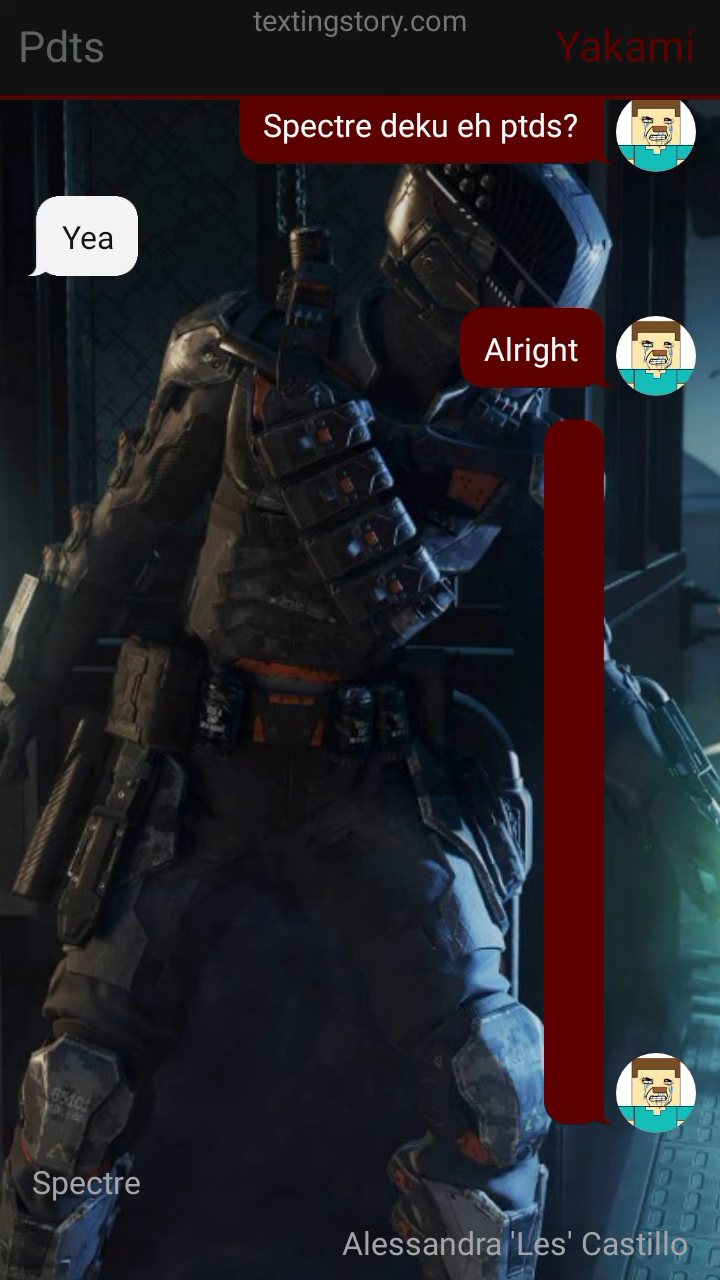 textingstory.com
Pdts
Yakami
Spectre deku eh ptds?
Yea
Alright
Spectre
Alessandra 'Les' Castillo